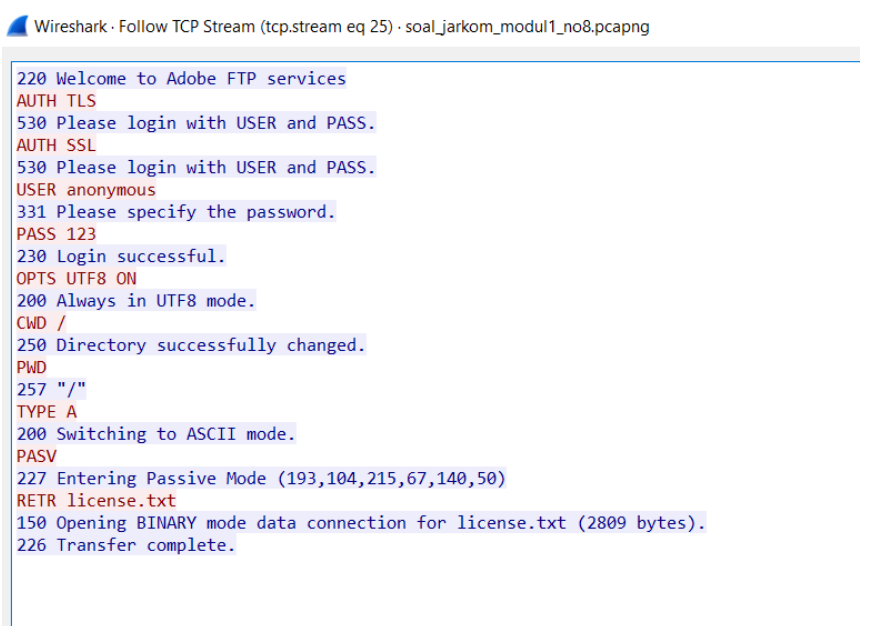 Wireshark · Follow TCP Stream (tcp.stream eq 25) · soal_jarkom_modul1_no8.pcapng
220 Welcome to Adobe FTP services
AUTH TLS
530 Please login with USER and PASS.
AUTH SSL
530 Please login with USER and PASS.
USER anonymous
331 Please specify the password.
PASS 123
230 Login successful.
OPTS UTF8 ON
200 Always in UTF8 mode.
CWD /
250 Directory successfully changed.
PWD
257 "/"
TYPE A
200 Switching to ASCII mode.
PASV
227 Entering Passive Mode (193,104,215,67,140,50)
RETR license.txt
150 Opening BINARY mode data connection for license.txt (2809 bytes).
226 Transfer complete.